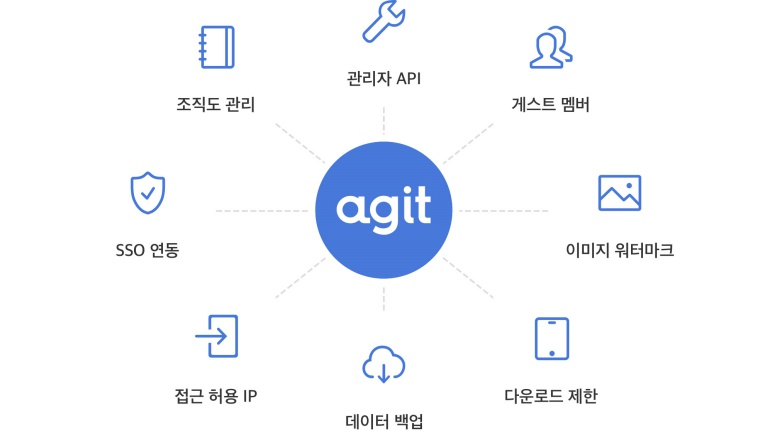 관리자 API
조직도 관리
게스트 멤버
agit
SSO 연동
이미지 워터마크
접근 허용 IP
다운로드 제한
데이터 백업